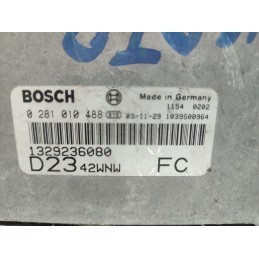 BOSCH Made in Germany
1154 0202
0 281 010 488 03-11-29 1039S00964
1329236080
D23 42WNW FC